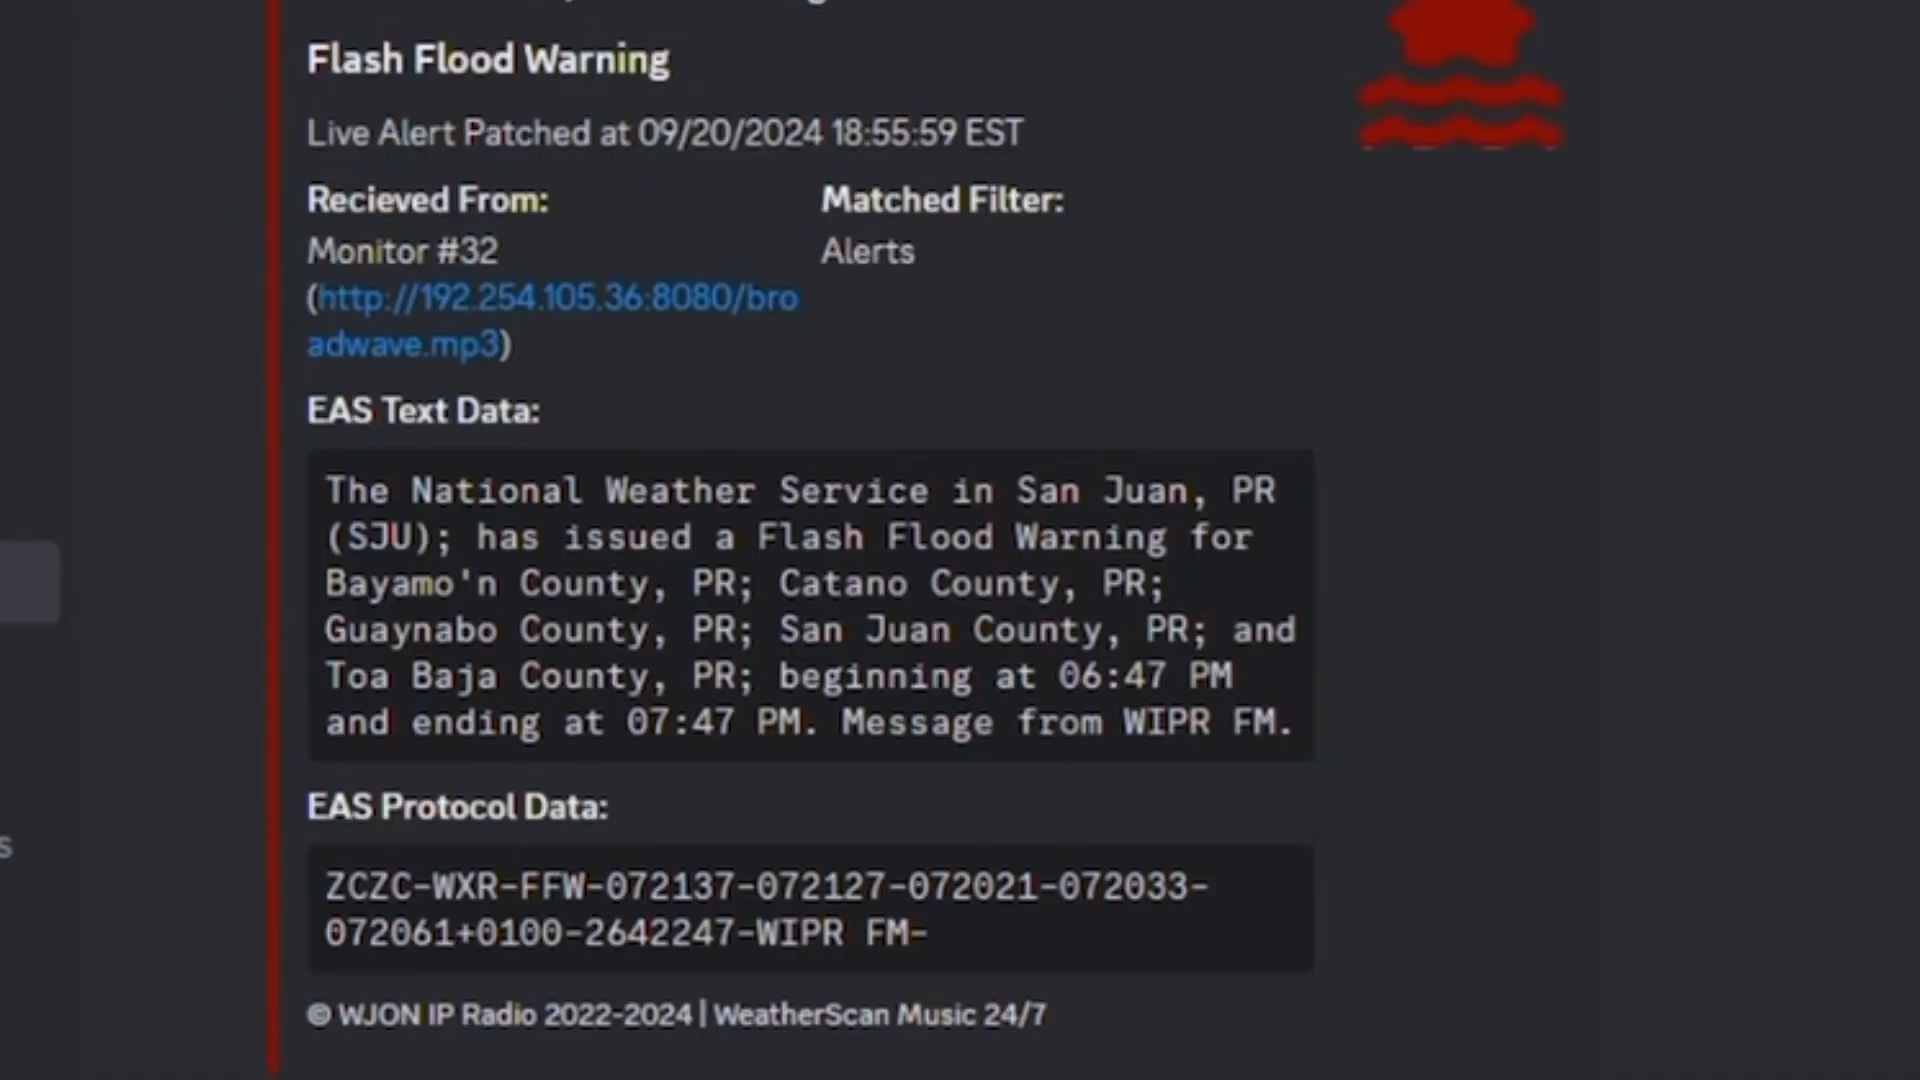 Flash Flood Warning
Live Alert Patched at 09/20/2024 18:55:59 EST
Recieved From:
Matched Filter:
Monitor #32
Alerts
(http://192.254.105.36:8080/bro
adwave.mp3)
EAS Text Data:
The National Weather Service in San Juan, PR
(SJU); has issued a Flash Flood Warning for
Bayamo'n County, PR; Catano County, PR;
Guaynabo County, PR; San Juan County, PR; and
Toa Baja County, PR; beginning at 06:47 PM
and ending at 07:47 PM. Message from WIPR FM.
EAS Protocol Data:
s
ZCZC-WXR-FFW-072137-072127-072021-072033-
072061+0100-2642247-WIPR FM-
© WJON IP Radio 2022-2024 | WeatherScan Music 24/7